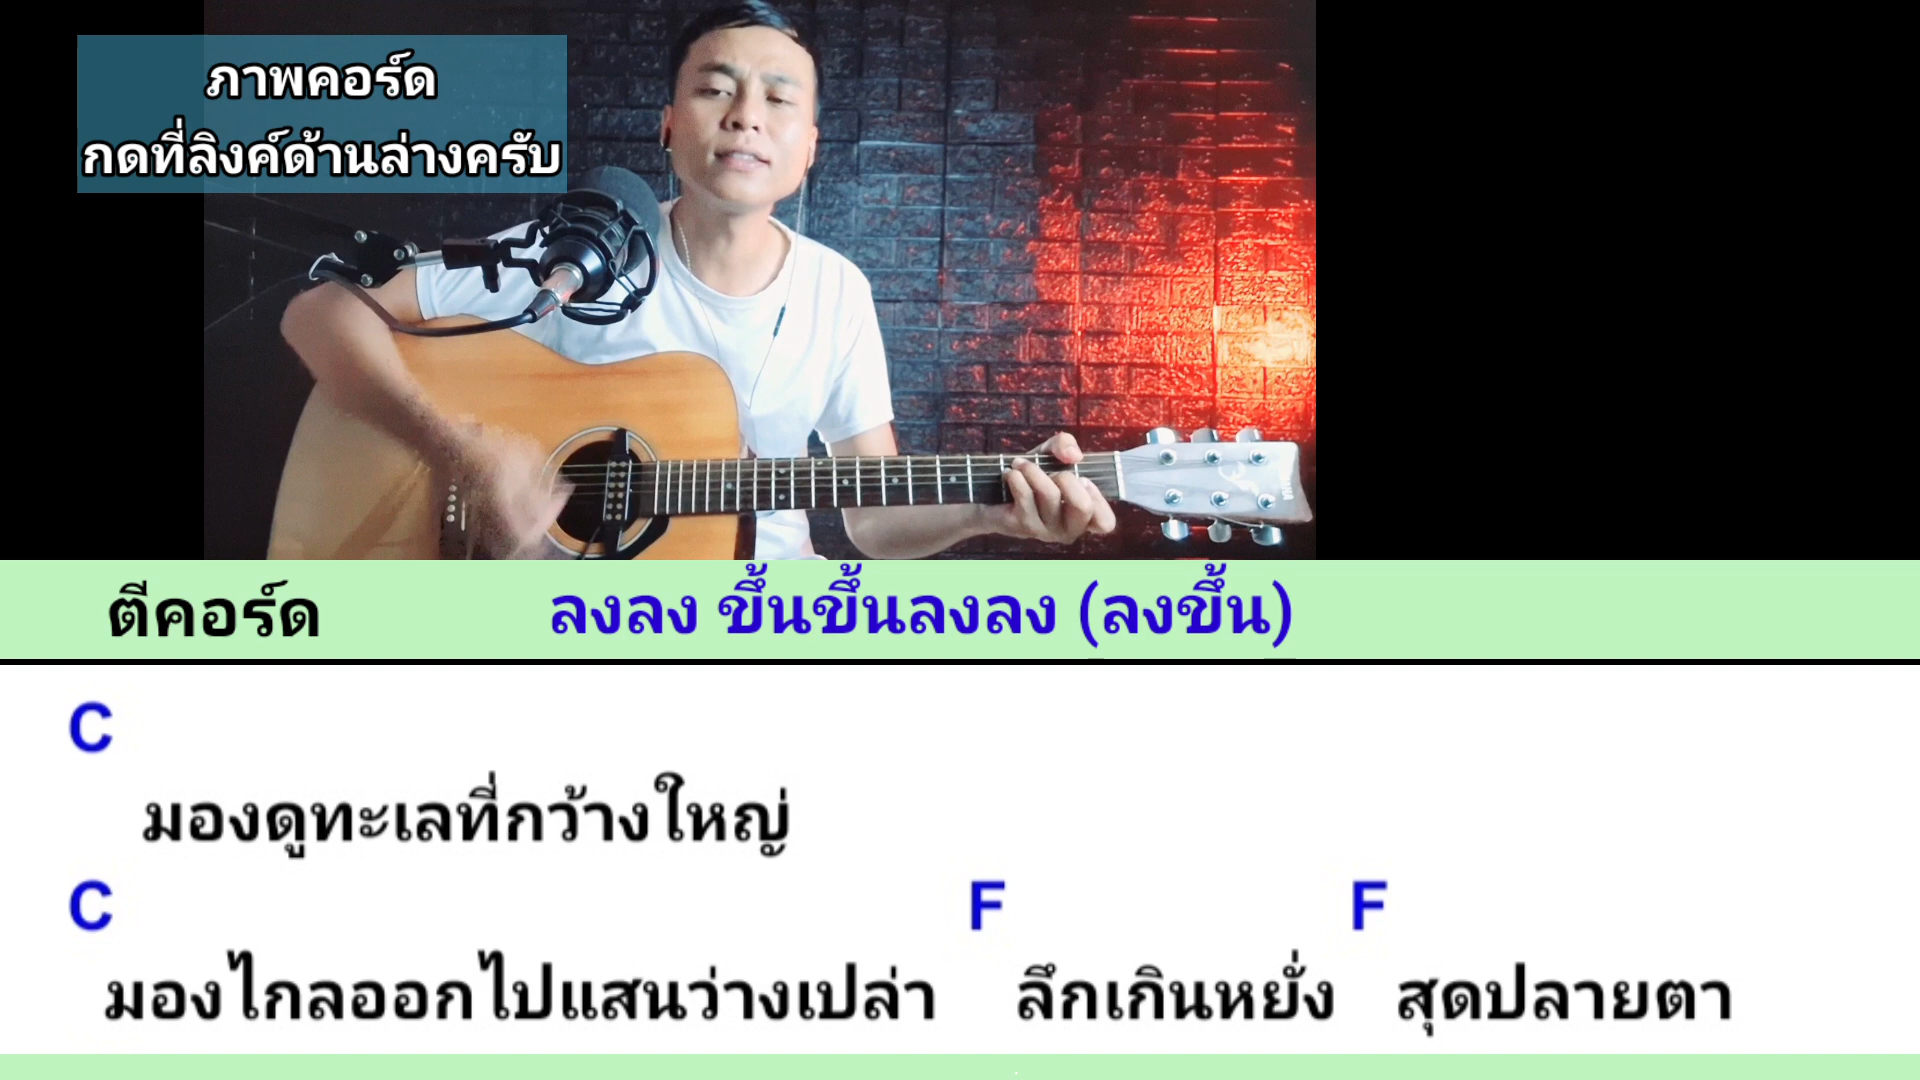 ภาพคอร์ด
กดที่ลิงค์ด้านล่างครับ
ตีคอร์ด ลงลง ขึ้นขึ้นลงลง (ลงขึ้น)
C
มองดูทะเลที่กว้างใหญ่
C F F
มองไกลออกไปแสนว่างเปล่า ลึกเกินหยั่ง สุดปลายตา